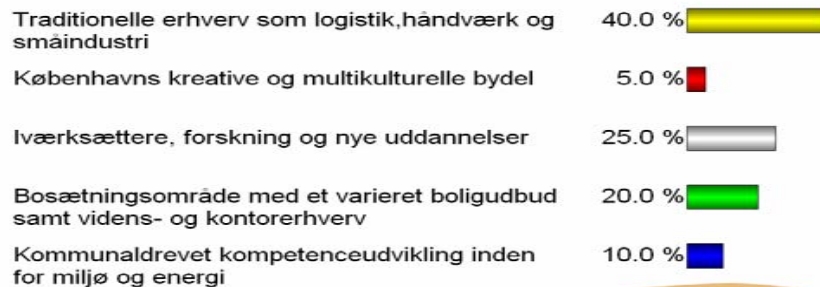 Traditionelle erhverv som logistik,håndværk og 40.0 %
småindustri
Københavns kreative og multikulturelle bydel 5.0 %
Iværksættere, forskning og nye uddannelser 25.0 %
Bosætningsområde med et varieret boligudbud 20.0 %
samt videns- og kontorerhverv
Kommunaldrevet kompetenceudvikling inden 10.0 %
for miljø og energi